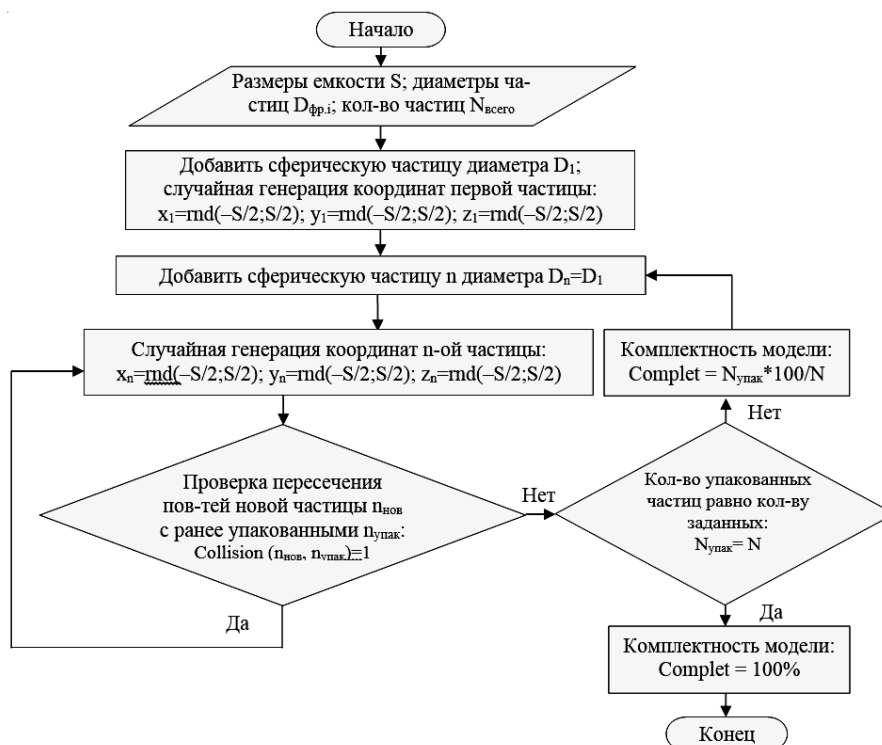 Начало
Размеры емкости S; диаметры ча-
стиц Dфр.i; кол-во частиц Nвсего
Добавить сферическую частицу диаметра D₁;
случайная генерация координат первой частицы:
x₁=rnd(–S/2;S/2); y₁=rnd(–S/2;S/2); z₁=rnd(–S/2;S/2)
Добавить сферическую частицу n диаметра Dn=D₁
Случайная генерация координат n-ой частицы:
xn=rnd(–S/2;S/2); yn=rnd(–S/2;S/2); zn=rnd(–S/2;S/2)
Комплектность модели:
Complet = Nупак*100/N
Нет
Проверка пересечения
пов-тей новой частицы nнов
с ранее упакованными nупак:
Collision (nнов, nупак)=1
Нет
Кол-во упакованных
частиц равно кол-ву
заданных:
Nупак= N
Да
Да
Комплектность модели:
Complet = 100%
Конец